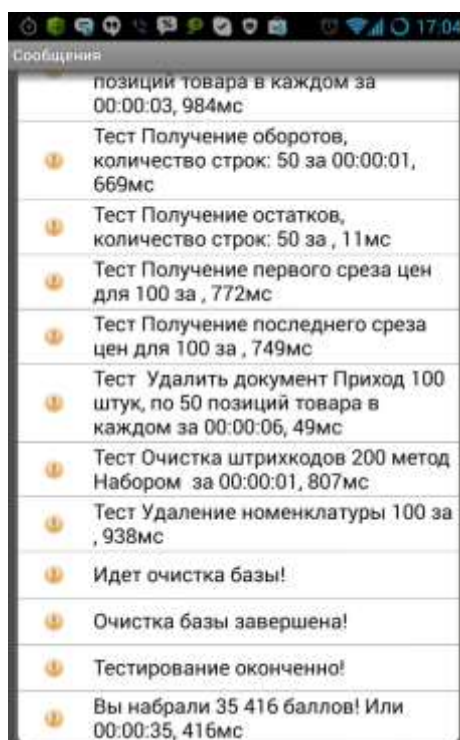 17:04
Сообщения
позиций товара в каждом за
00:00:03, 984мс
Тест Получение оборотов,
количество строк: 50 за 00:00:01,
669мс
Тест Получение остатков,
количество строк: 50 за , 11мс
Тест Получение первого среза цен
для 100 за , 772мс
Тест Получение последнего среза
цен для 100 за , 749мс
Тест  Удалить документ Приход 100
штук, по 50 позиций товара в
каждом за 00:00:06, 49мс
Тест Очистка штрихкодов 200 метод
Набором  за 00:00:01, 807мс
Тест Удаление номенклатуры 100 за
, 938мс
Идет очистка базы!
Очистка базы завершена!
Тестирование оконченно!
Вы набрали 35 416 баллов! Или
00:00:35, 416мс